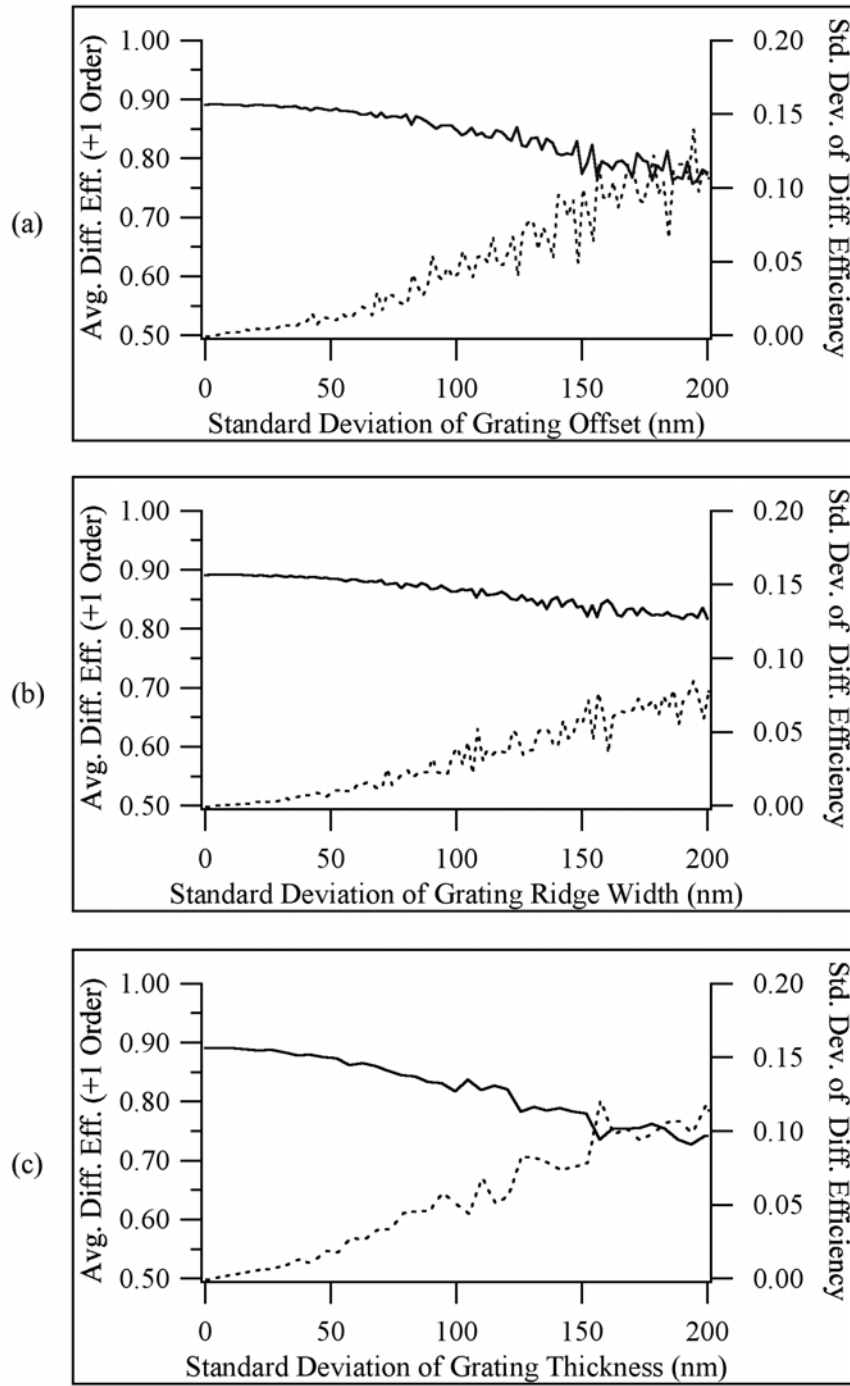 (a)
Avg. Diff. Eff. (+1 Order)
1.00
0.90
0.80
0.70
0.60
0.50
0.20
0.15
0.10
0.05
0.00
Std. Dev. of Diff. Efficiency
0 50 100 150 200
Standard Deviation of Grating Offset (nm)
(b)
Avg. Diff. Eff. (+1 Order)
1.00
0.90
0.80
0.70
0.60
0.50
0.20
0.15
0.10
0.05
0.00
Std. Dev. of Diff. Efficiency
0 50 100 150 200
Standard Deviation of Grating Ridge Width (nm)
(c)
Avg. Diff. Eff. (+1 Order)
1.00
0.90
0.80
0.70
0.60
0.50
0.20
0.15
0.10
0.05
0.00
Std. Dev. of Diff. Efficiency
0 50 100 150 200
Standard Deviation of Grating Thickness (nm)